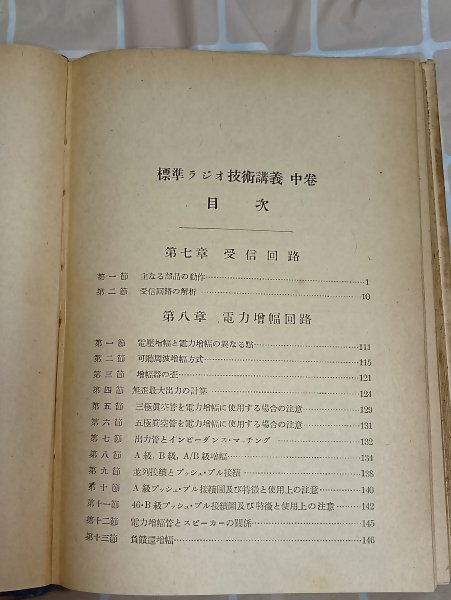 標準ラジオ技術講義 中巻
目次
第七章 受信回路
第一節 主なる部品の動作……1
第二節 受信回路の解析……10
第八章 電力増幅回路
第一節 電壓増幅と電力増幅の異なる點……111
第二節 可聽周波増幅方式……115
第三節 増幅器の歪……121
第四節 無歪最大出力の計算……124
第五節 三極眞空管を電力増幅に使用する場合の注意……129
第六節 五極眞空管を電力増幅に使用する場合の注意……131
第七節 出力管とインピーダンス・マッチング……132
第八節 A級，B級，A/B級増幅……134
第九節 並列接續とプッシュ・プル接續……138
第十節 A級プッシュ・プル接續圖及び特徴と使用上の注意……140
第十一節 46・B級プッシュ・プル接續圖及び特徴と使用上の注意……142
第十二節 電力増幅管とスピーカーの關係……145
第十三節 負饋還増幅……146